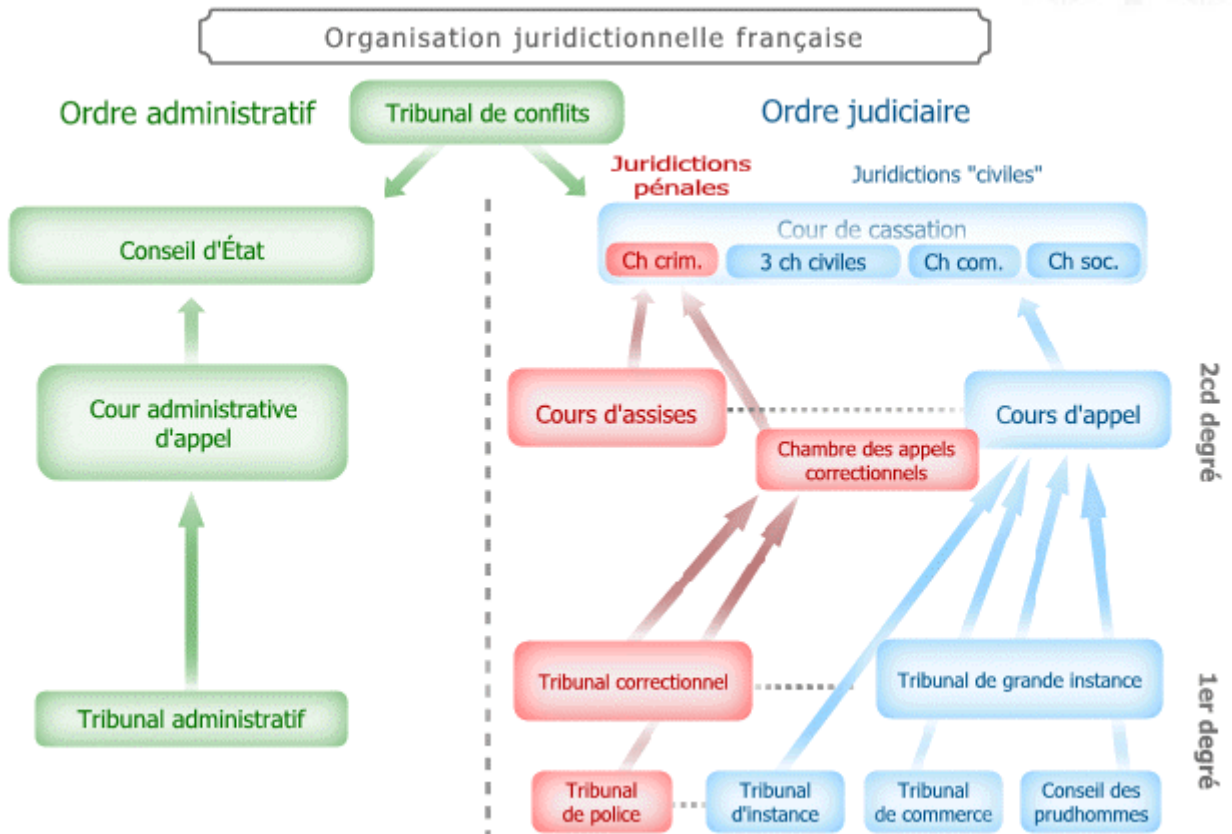 Organisation juridictionnelle française
Ordre administratif
Tribunal de conflits
Ordre judiciaire
Juridictions
pénales
Juridictions "civiles"
Conseil d'État
Cour de cassation
Ch crim.
3 ch civiles
Ch com.
Ch soc.
Cour administrative
d'appel
Cours d'assises
Cours d'appel
Chambre des appels
correctionnels
2cd degré
Tribunal administratif
Tribunal correctionnel
Tribunal de grande instance
1er degré
Tribunal
de police
Tribunal
d'instance
Tribunal
de commerce
Conseil des
prudhommes